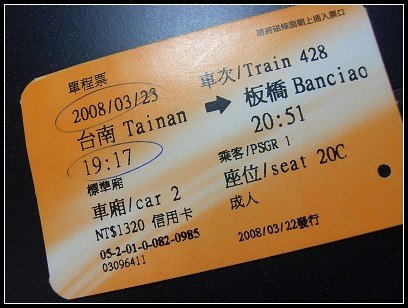 請將磁條面朝上插入票口
單程票
2008/03/23 車次/Train 428
台南 Tainan → 板橋 Banciao
19:17 20:51
標準廂 乘客/PSGR 1
車廂/car 2 座位/seat 20C
NT$1320 信用卡 成人
05-2-01-0-082-0985
03096411 2008/03/22發行